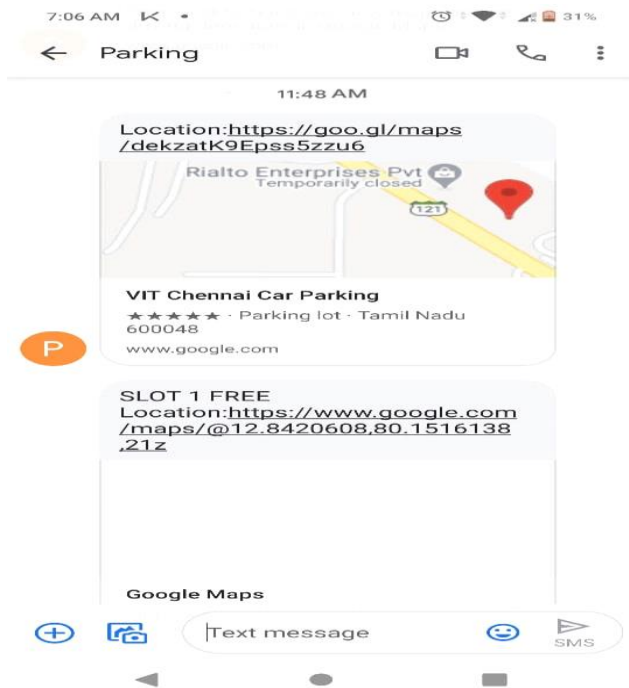 7:06 AM
31%
Parking
11:48 AM
Location:https://goo.gl/maps
/dekzatK9Epss5zzu6
Rialto Enterprises Pvt
Temporarily closed
121
VIT Chennai Car Parking
★★★★★ · Parking lot · Tamil Nadu
600048
www.google.com
P
SLOT 1 FREE
Location:https://www.google.com
/maps/@12.8420608,80.1516138
,21z
Google Maps
Text message
SMS